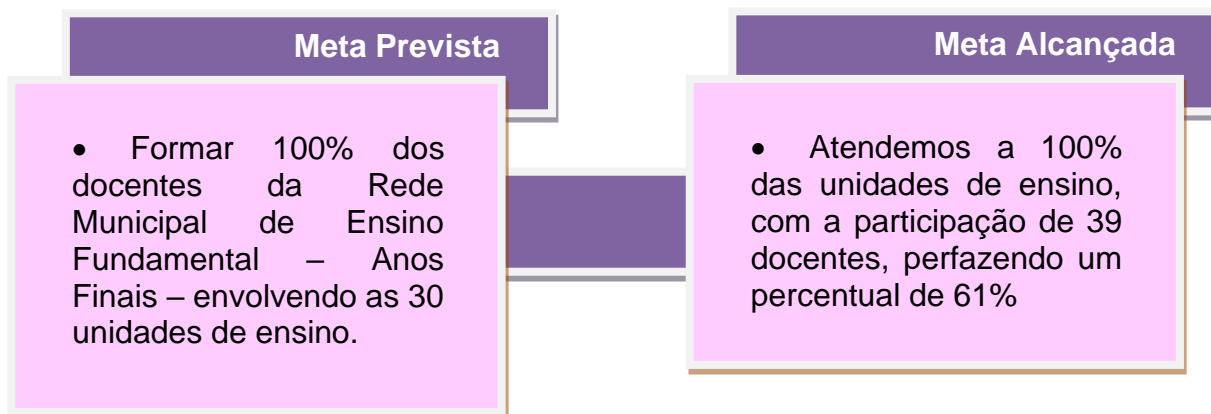 Meta Prevista
• Formar 100% dos
docentes da Rede
Municipal de Ensino
Fundamental – Anos
Finais – envolvendo as 30
unidades de ensino.
Meta Alcançada
• Atendemos a 100%
das unidades de ensino,
com a participação de 39
docentes, perfazendo um
percentual de 61%